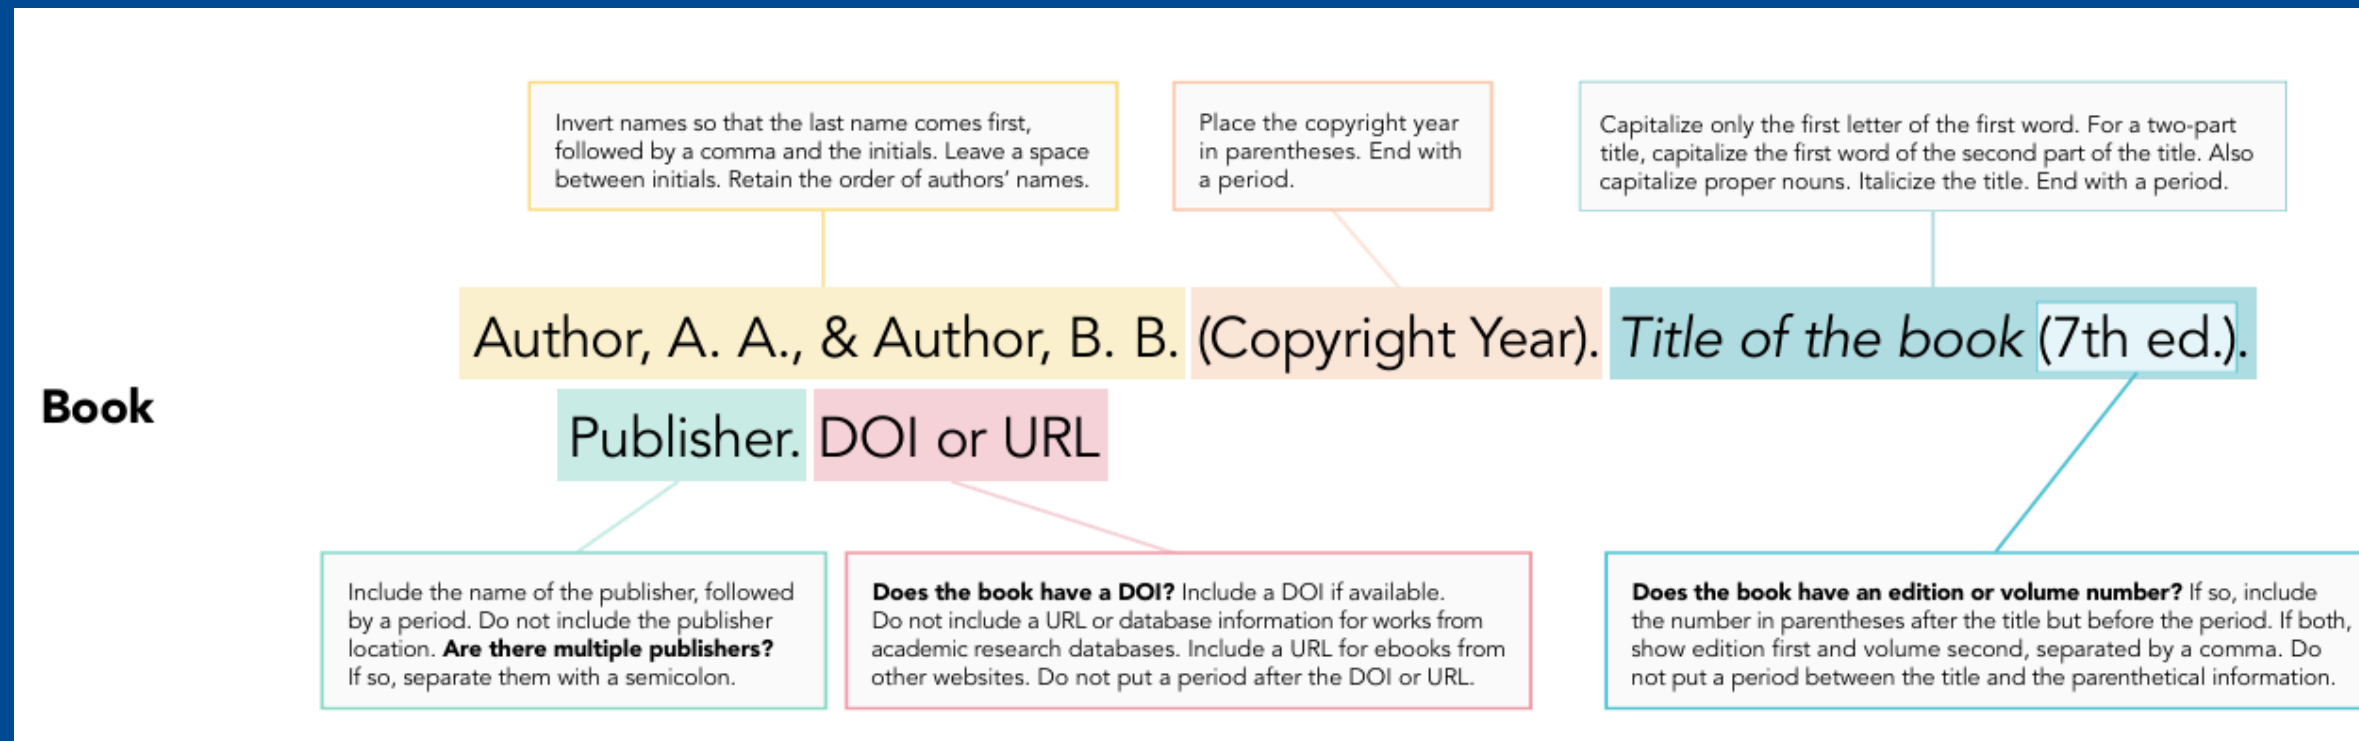 Invert names so that the last name comes first,
followed by a comma and the initials. Leave a space
between initials. Retain the order of authors’ names.
Place the copyright year
in parentheses. End with
a period.
Capitalize only the first letter of the first word. For a two-part
title, capitalize the first word of the second part of the title. Also
capitalize proper nouns. Italicize the title. End with a period.
Author, A. A., & Author, B. B. (Copyright Year). Title of the book (7th ed.).
Book
Publisher. DOI or URL
Include the name of the publisher, followed
by a period. Do not include the publisher
location. Are there multiple publishers?
If so, separate them with a semicolon.
Does the book have a DOI? Include a DOI if available.
Do not include a URL or database information for works from
academic research databases. Include a URL for ebooks from
other websites. Do not put a period after the DOI or URL.
Does the book have an edition or volume number? If so, include
the number in parentheses after the title but before the period. If both,
show edition first and volume second, separated by a comma. Do
not put a period between the title and the parenthetical information.